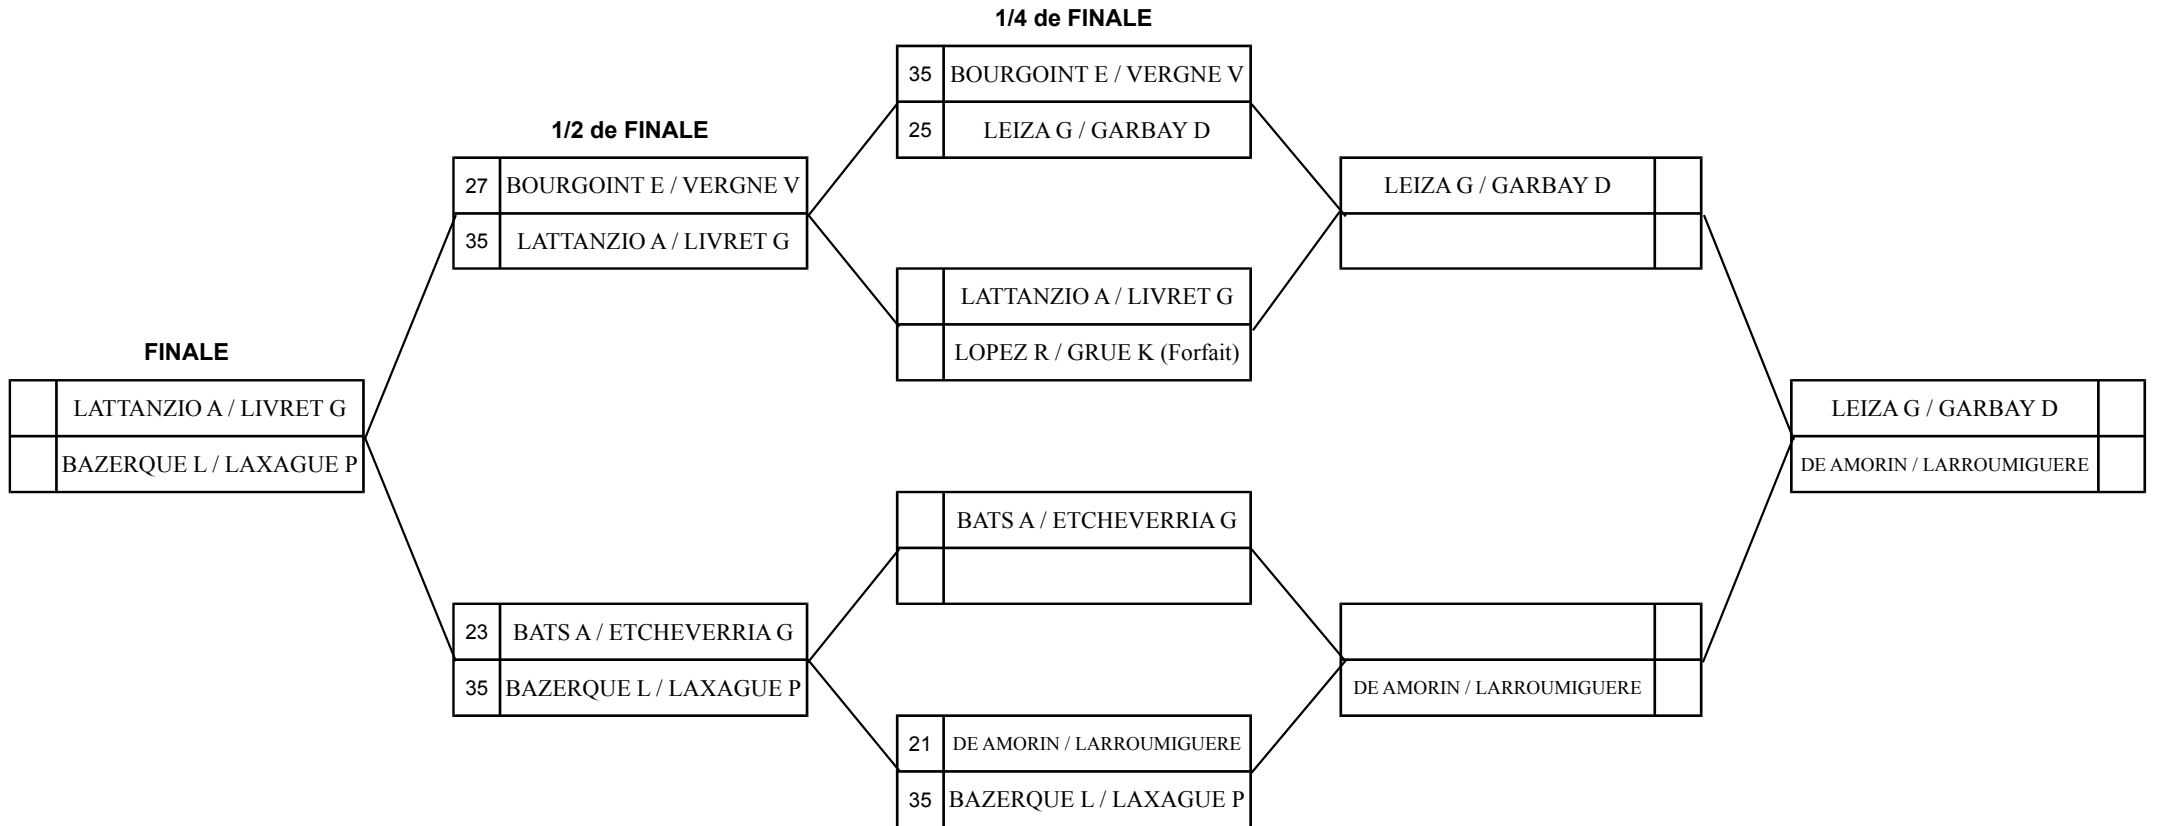 1/4 de FINALE
35 BOURGOINT E / VERGNE V
25 LEIZA G / GARBAY D
1/2 de FINALE
27 BOURGOINT E / VERGNE V
35 LATTANZIO A / LIVRET G
LEIZA G / GARBAY D
LATTANZIO A / LIVRET G
LOPEZ R / GRUE K (Forfait)
FINALE
LATTANZIO A / LIVRET G
BAZERQUE L / LAXAGUE P
LEIZA G / GARBAY D
DE AMORIN / LARROUMIGUERE
BATS A / ETCHEVERRIA G
23 BATS A / ETCHEVERRIA G
35 BAZERQUE L / LAXAGUE P
DE AMORIN / LARROUMIGUERE
21 DE AMORIN / LARROUMIGUERE
35 BAZERQUE L / LAXAGUE P